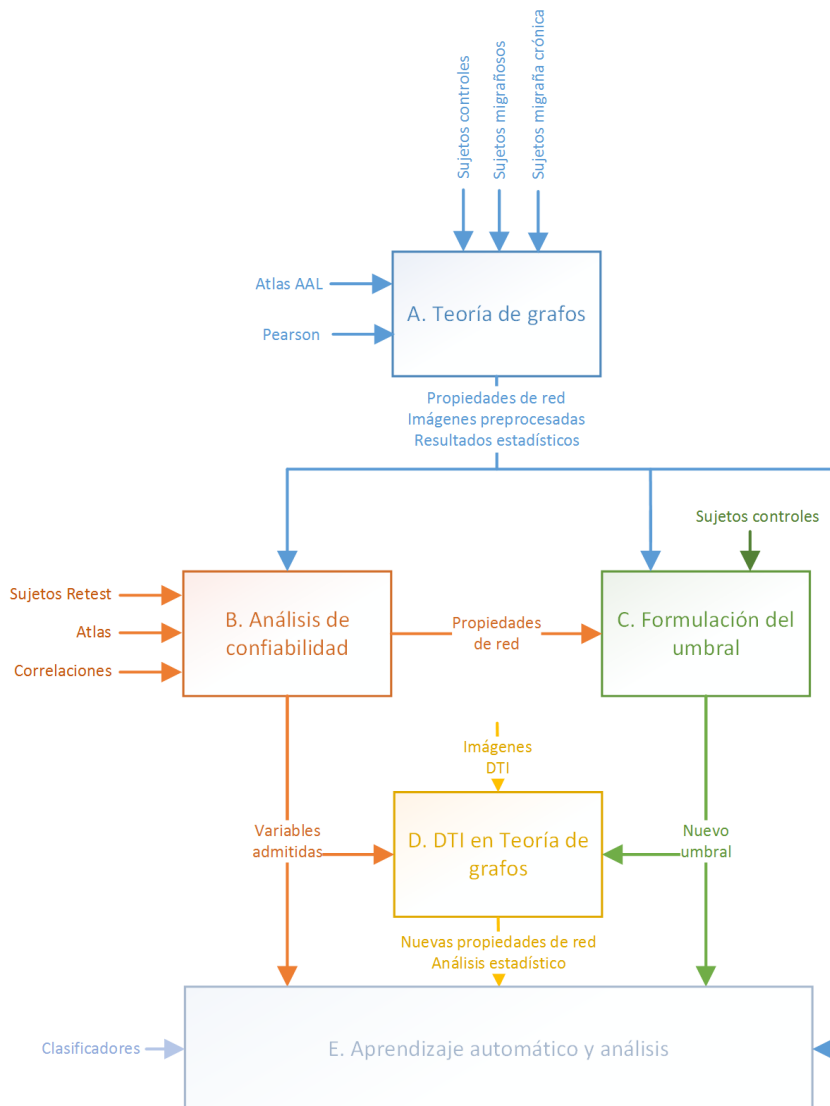 Sujetos controles
Sujetos migrañosos
Sujetos migraña crónica
Atlas AAL
A. Teoría de grafos
Pearson
Propiedades de red
Imágenes preprocesadas
Resultados estadísticos
Sujetos controles
Sujetos Retest
Atlas
Correlaciones
B. Análisis de
confiabilidad
Propiedades
de red
C. Formulación del
umbral
Imágenes
DTI
Variables
admitidas
D. DTI en Teoría de
grafos
Nuevo
umbral
Nuevas propiedades de red
Análisis estadístico
Clasificadores
E. Aprendizaje automático y análisis